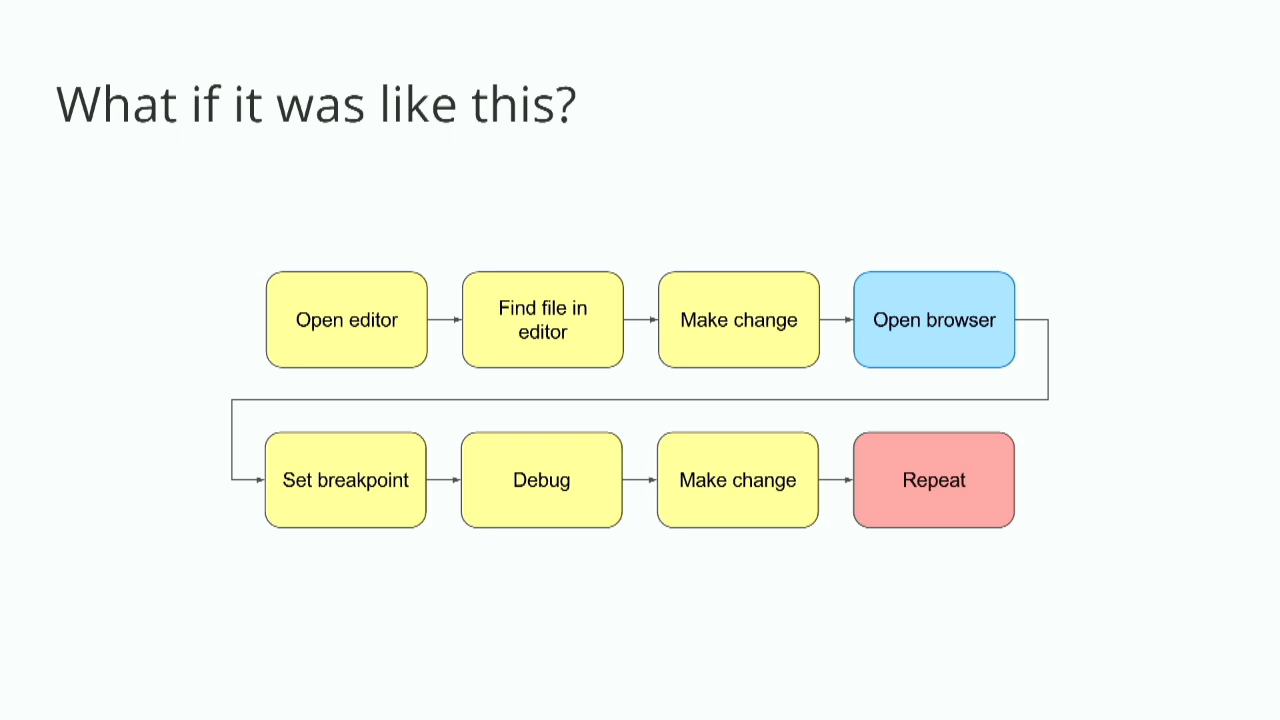 What if it was like this?
Open editor
Find file in
editor
Make change
Open browser
Set breakpoint
Debug
Make change
Repeat